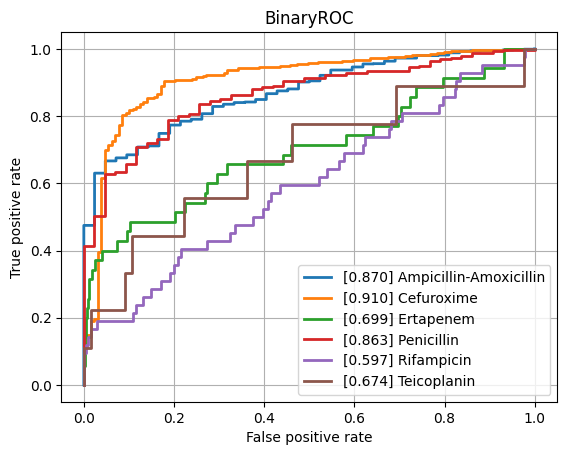 BinaryROC
True positive rate
1.0
0.8
0.6
0.4
0.2
0.0
[0.870] Ampicillin-Amoxicillin
[0.910] Cefuroxime
[0.699] Ertapenem
[0.863] Penicillin
[0.597] Rifampicin
[0.674] Teicoplanin
0.0 0.2 0.4 0.6 0.8 1.0
False positive rate